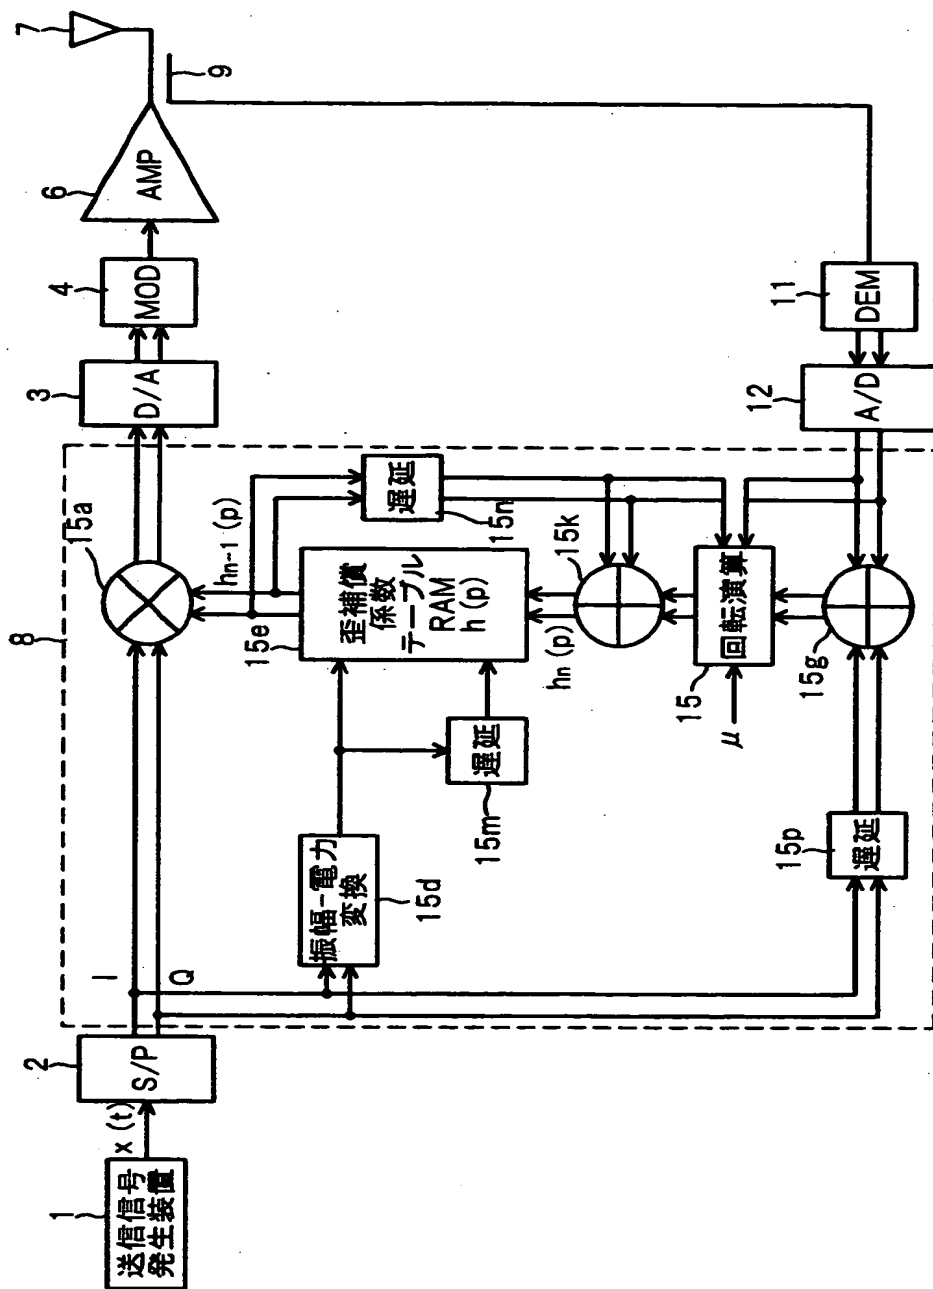 1
送信信号
発生装置
x(t)
2
S/P
I
Q
8
15a
3
D/A
4
MOD
6
AMP
7
9
hn-1(p)
遅延
15n
15e
歪補償
係数
テーブル
RAM
h(p)
振幅-電力
変換
15d
遅延
15m
hn(p)
15k
15
回転演算
μ
15g
15p
遅延
12
A/D
11
DEM